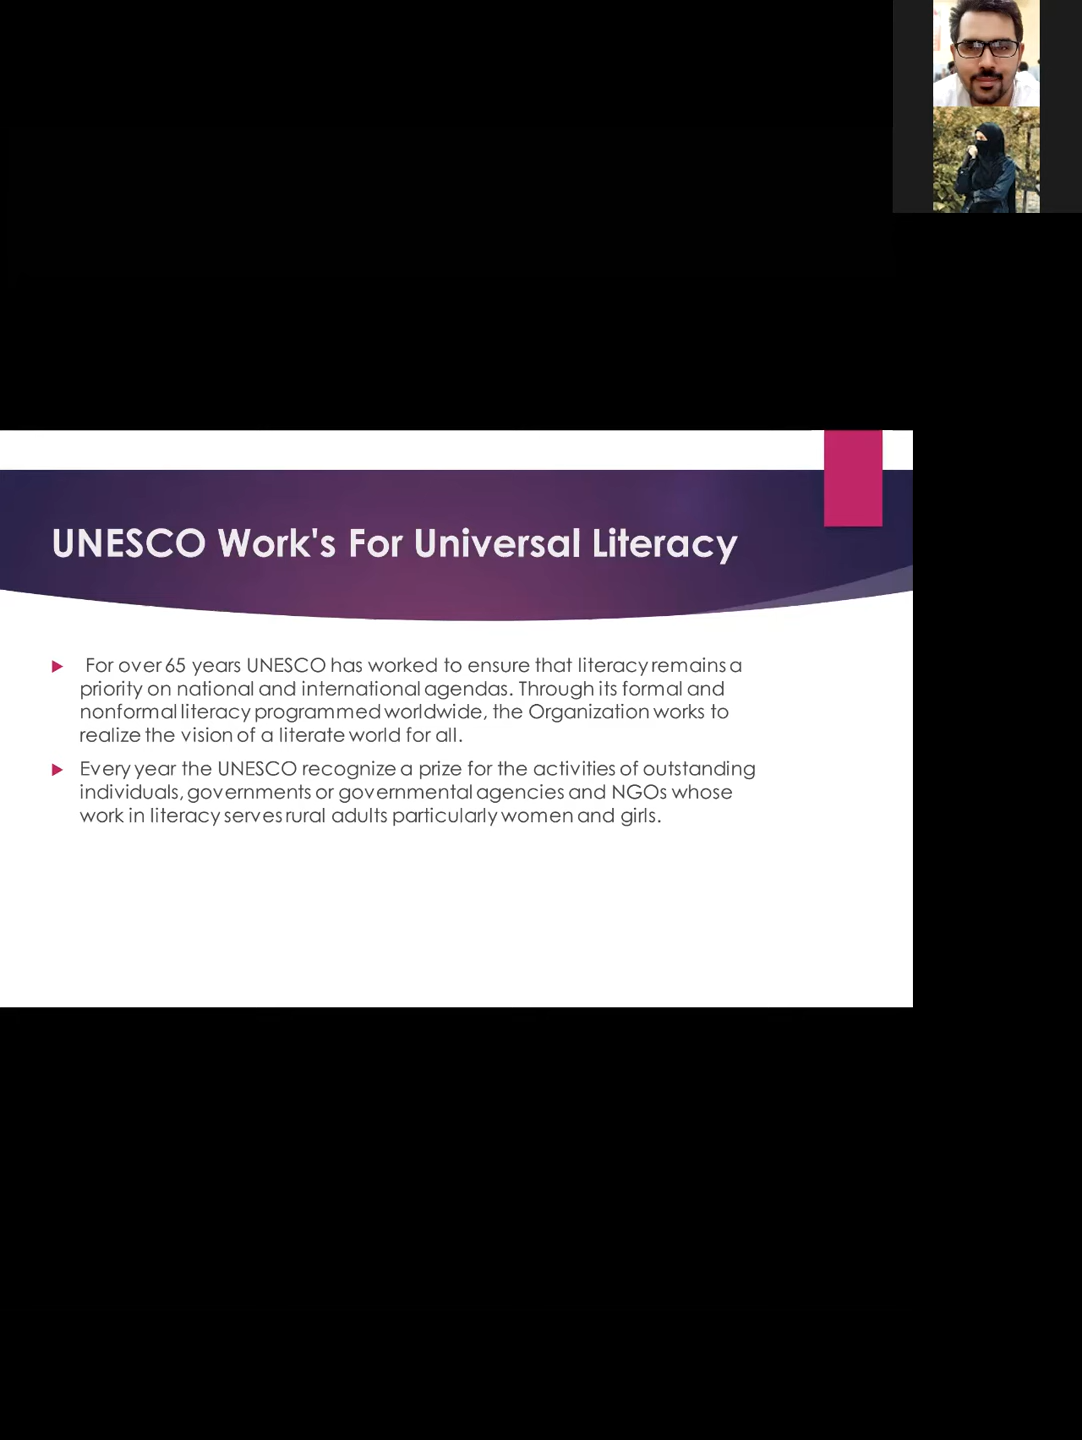 UNESCO Work's For Universal Literacy
For over 65 years UNESCO has worked to ensure that literacy remains a
priority on national and international agendas. Through its formal and
nonformal literacy programmed worldwide, the Organization works to
realize the vision of a literate world for all.
Every year the UNESCO recognize a prize for the activities of outstanding
individuals, governments or governmental agencies and NGOs whose
work in literacy serves rural adults particularly women and girls.